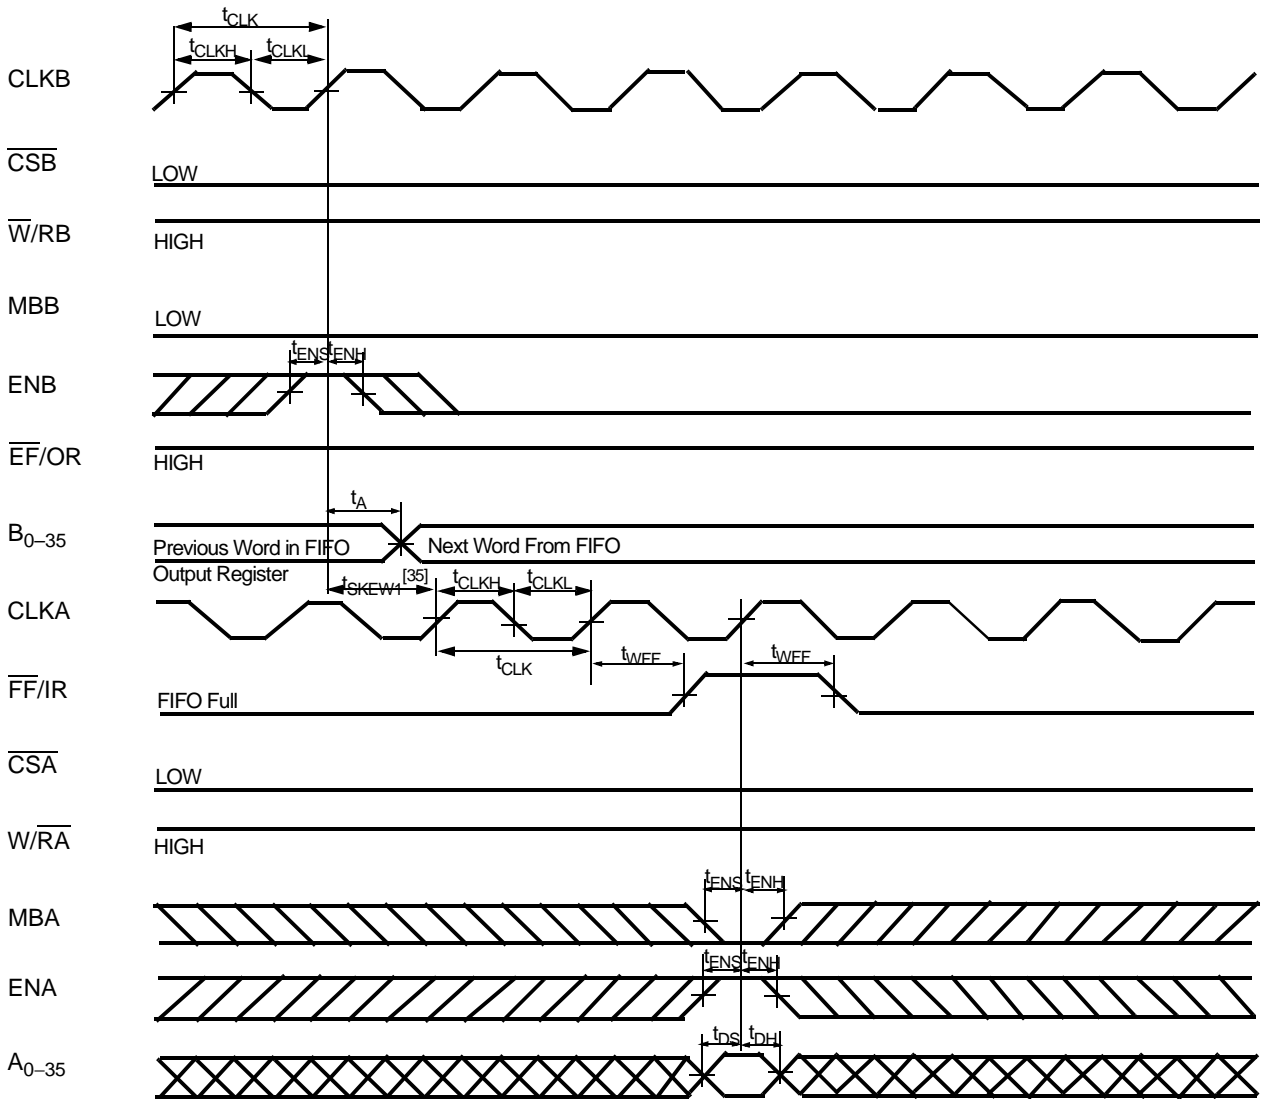 tCLK
tCLKH tCLKL
CLKB
CSB
LOW
W/RB
HIGH
MBB
LOW
tENS tENH
ENB
EF/OR
HIGH
tA
B0–35
Previous Word in FIFO Next Word From FIFO
Output Register
tSKEW1[35] tCLKH tCLKL
CLKA
tCLK tWFF tWFF
FF/IR
FIFO Full
CSA
LOW
W/RA
HIGH
tENS tENH
MBA
tENS tENH
ENA
tDS tDH
A0–35